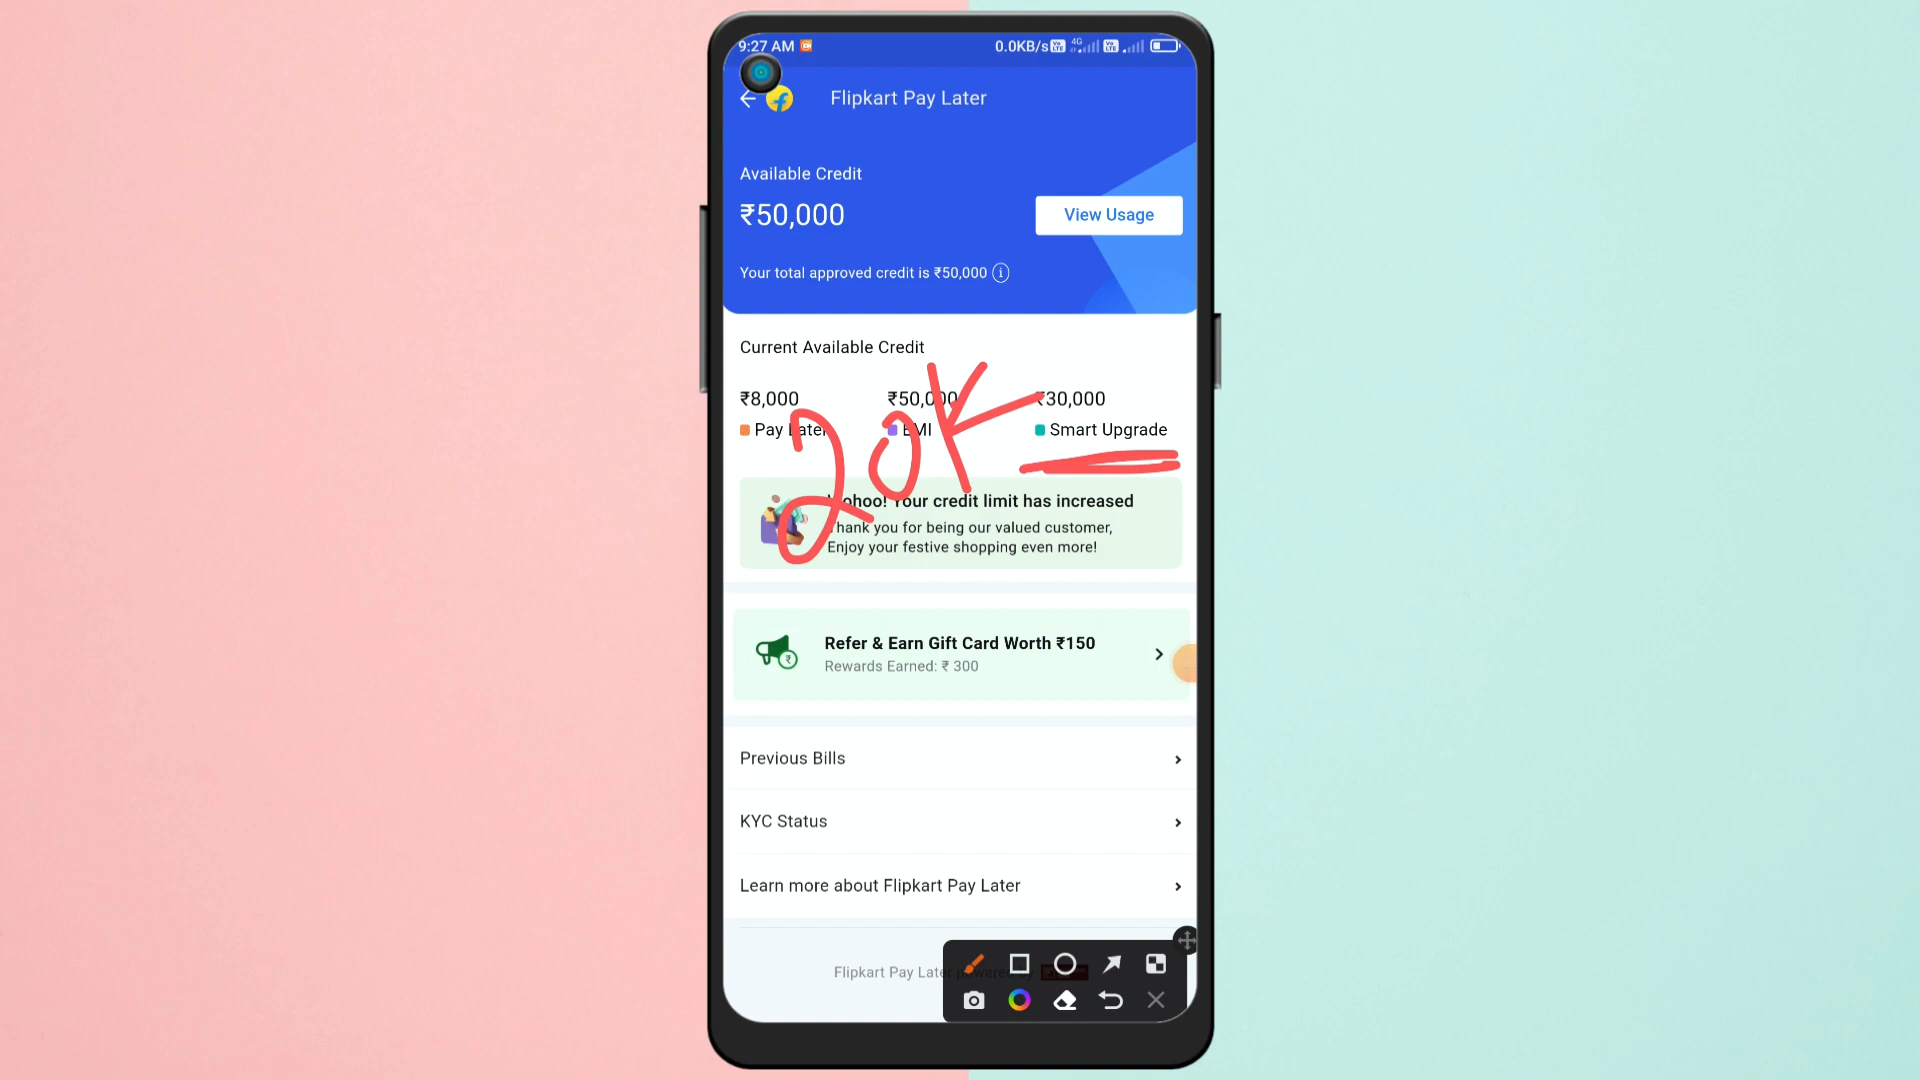 9:27 AM 0.0KB/s 4G
Flipkart Pay Later
Available Credit
₹50,000
View Usage
Your total approved credit is ₹50,000
Current Available Credit
₹8,000 ₹50,000 ₹30,000
Pay Later EMI Smart Upgrade
20K
Woohoo! Your credit limit has increased
Thank you for being our valued customer,
Enjoy your festive shopping even more!
Refer & Earn Gift Card Worth ₹150
Rewards Earned: ₹ 300
Previous Bills
KYC Status
Learn more about Flipkart Pay Later
Flipkart Pay Later powered by